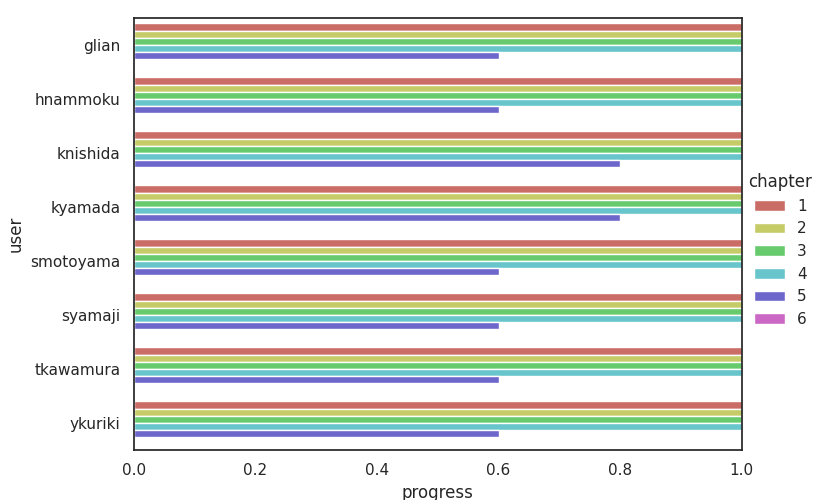 glian
hnammoku
knishida
kyamada
smotoyama
syamaji
tkawamura
ykuriki
user
0.0 0.2 0.4 0.6 0.8 1.0
progress
chapter
1
2
3
4
5
6